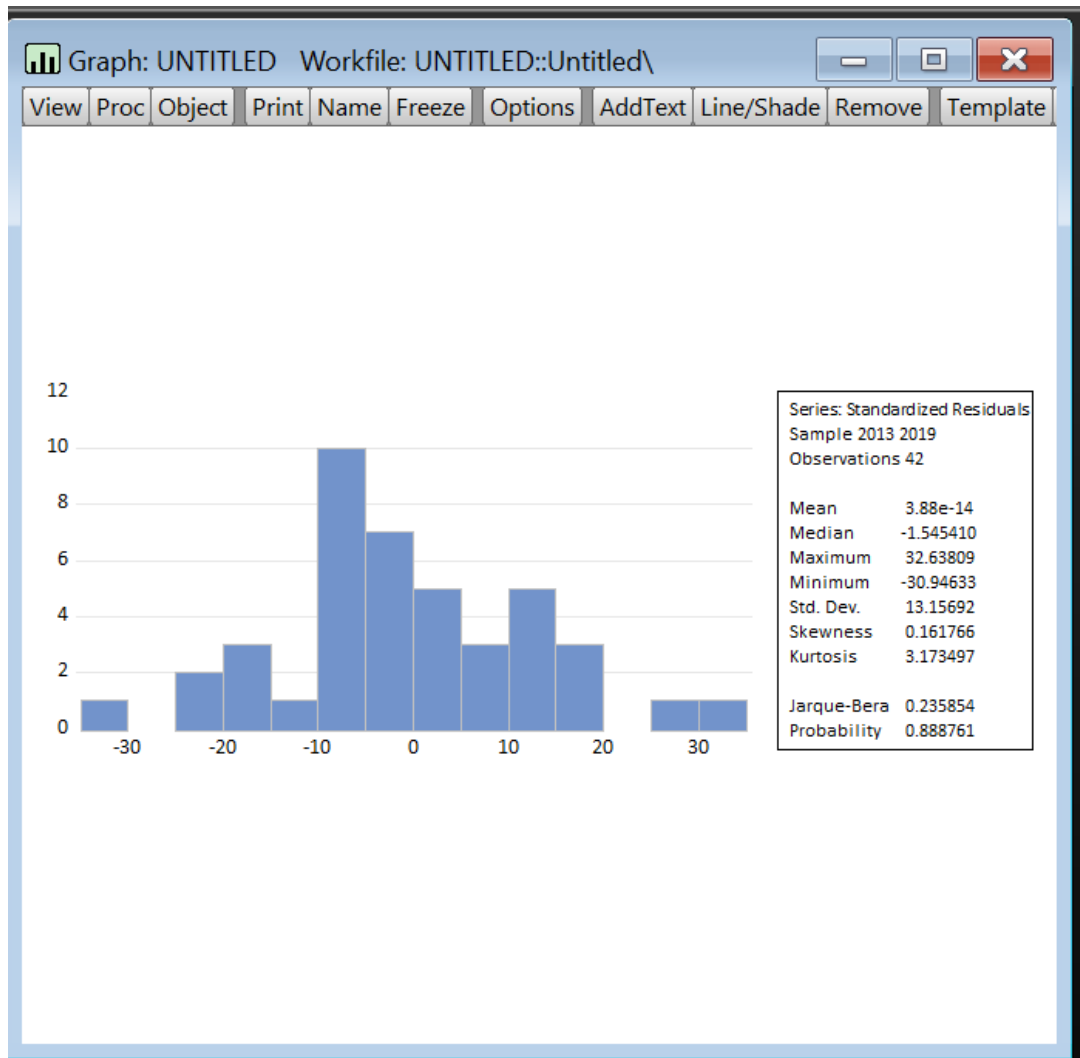 Graph: UNTITLED Workfile: UNTITLED::Untitled\
View Proc Object Print Name Freeze Options AddText Line/Shade Remove Template
12
10
8
6
4
2
0
-30 -20 -10 0 10 20 30
Series: Standardized Residuals
Sample 2013 2019
Observations 42
Mean 3.88e-14
Median -1.545410
Maximum 32.63809
Minimum -30.94633
Std. Dev. 13.15692
Skewness 0.161766
Kurtosis 3.173497
Jarque-Bera 0.235854
Probability 0.888761